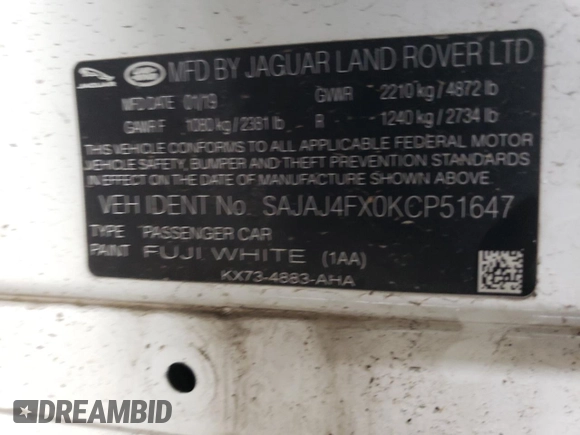 JAGUAR
LAND ROVER
MFD BY JAGUAR LAND ROVER LTD
MFD DATE 01/19 GVWR 2210 kg / 4872 lb
GAWR F 1080 kg / 2381 lb R 1240 kg / 2734 lb
THIS VEHICLE CONFORMS TO ALL APPLICABLE FEDERAL MOTOR
VEHICLE SAFETY, BUMPER AND THEFT PREVENTION STANDARDS
IN EFFECT ON THE DATE OF MANUFACTURE SHOWN ABOVE.
VEH IDENT No. SAJAJ4FX0KCP51647
TYPE PASSENGER CAR
PAINT FUJI WHITE (1AA)
KX73-4883-AHA
DREAMBID